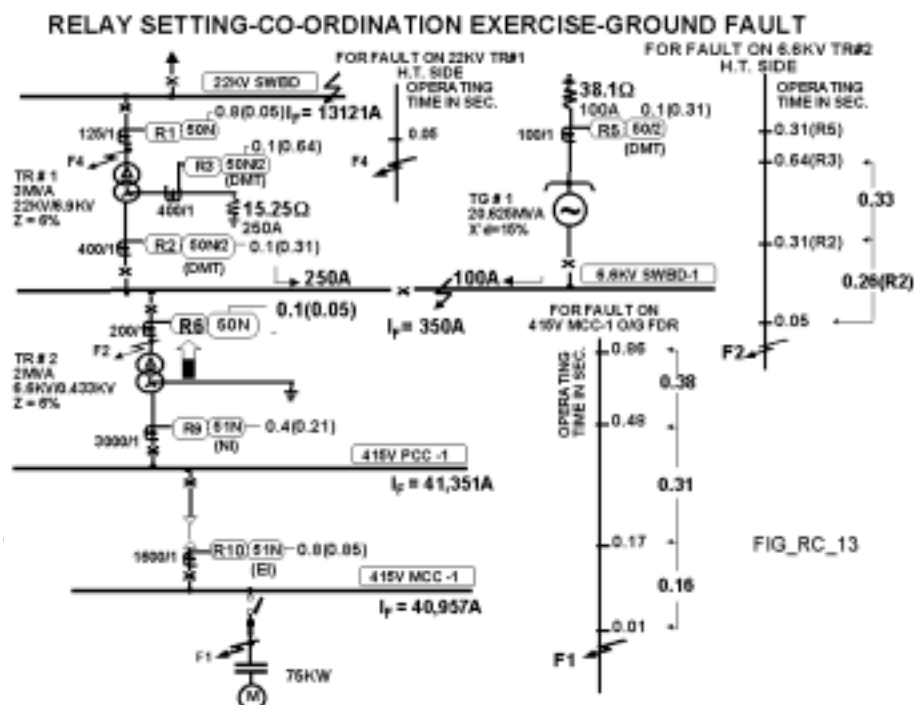 RELAY SETTING-CO-ORDINATION EXERCISE-GROUND FAULT
FOR FAULT ON 22KV TR#1
H.T. SIDE
OPERATING
TIME IN SEC.
0.05
F4
FOR FAULT ON 6.6KV TR#2
H.T. SIDE
OPERATING
TIME IN SEC.
0.31(R5)
0.64(R3)
0.33
0.31(R2)
0.26(R2)
0.05
F2
22KV SWBD
0.8(0.05)
IF = 13121A
125/1
R1
50N
F4
0.1(0.64)
R3
50N/2
(DMT)
TR # 1
3MVA
22KV/6.9KV
Z = 6%
400/1
15.25Ω
250A
400/1
R2
50N/2
0.1(0.31)
(DMT)
38.1Ω
100A
0.1(0.31)
100/1
R5
50/2
(DMT)
TG # 1
20.625MVA
X'd=15%
250A
100A
6.6KV SWBD-1
IF = 350A
0.1(0.05)
200/1
R6
50N
F2
TR # 2
2MVA
6.6KV/0.433KV
Z = 6%
3000/1
R9
51N
0.4(0.21)
(NI)
415V PCC -1
IF = 41,351A
1600/1
R10
51N
0.8(0.85)
(EI)
415V MCC -1
IF = 40,957A
F1
75KW
M
FOR FAULT ON
415V MCC-1 O/G FDR
OPERATING
TIME IN SEC.
0.86
0.38
0.48
0.31
0.17
0.16
0.01
F1
FIG_RC_13